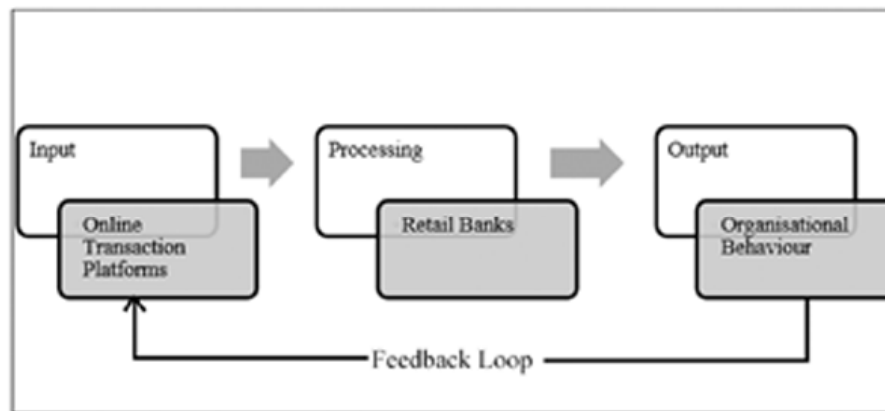 Input
Processing
Output
Online
Transaction
Platforms
Retail Banks
Organisational
Behaviour
Feedback Loop